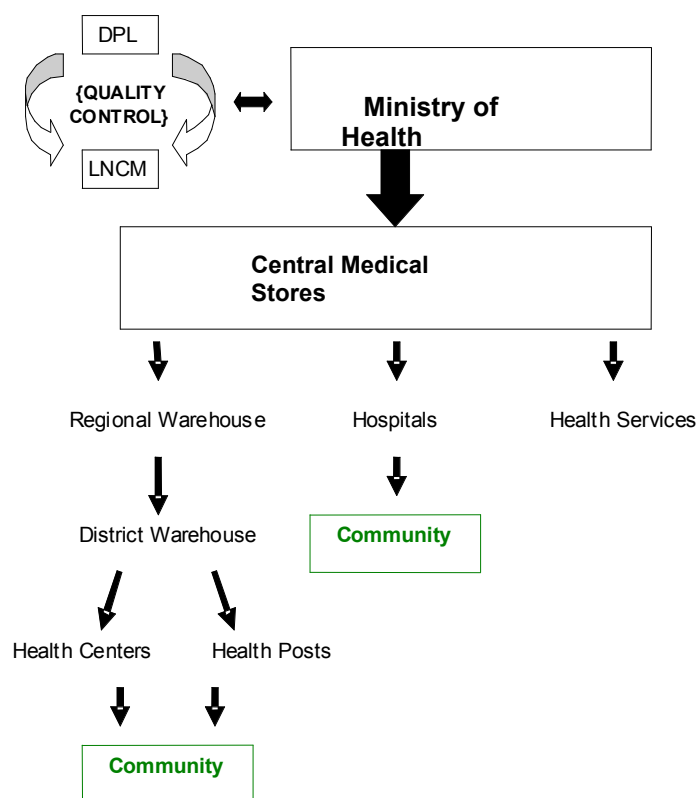 DPL
{QUALITY
CONTROL}
LNCM
Ministry of
Health
Central Medical
Stores
Regional Warehouse
Hospitals
Health Services
District Warehouse
Community
Health Centers
Health Posts
Community